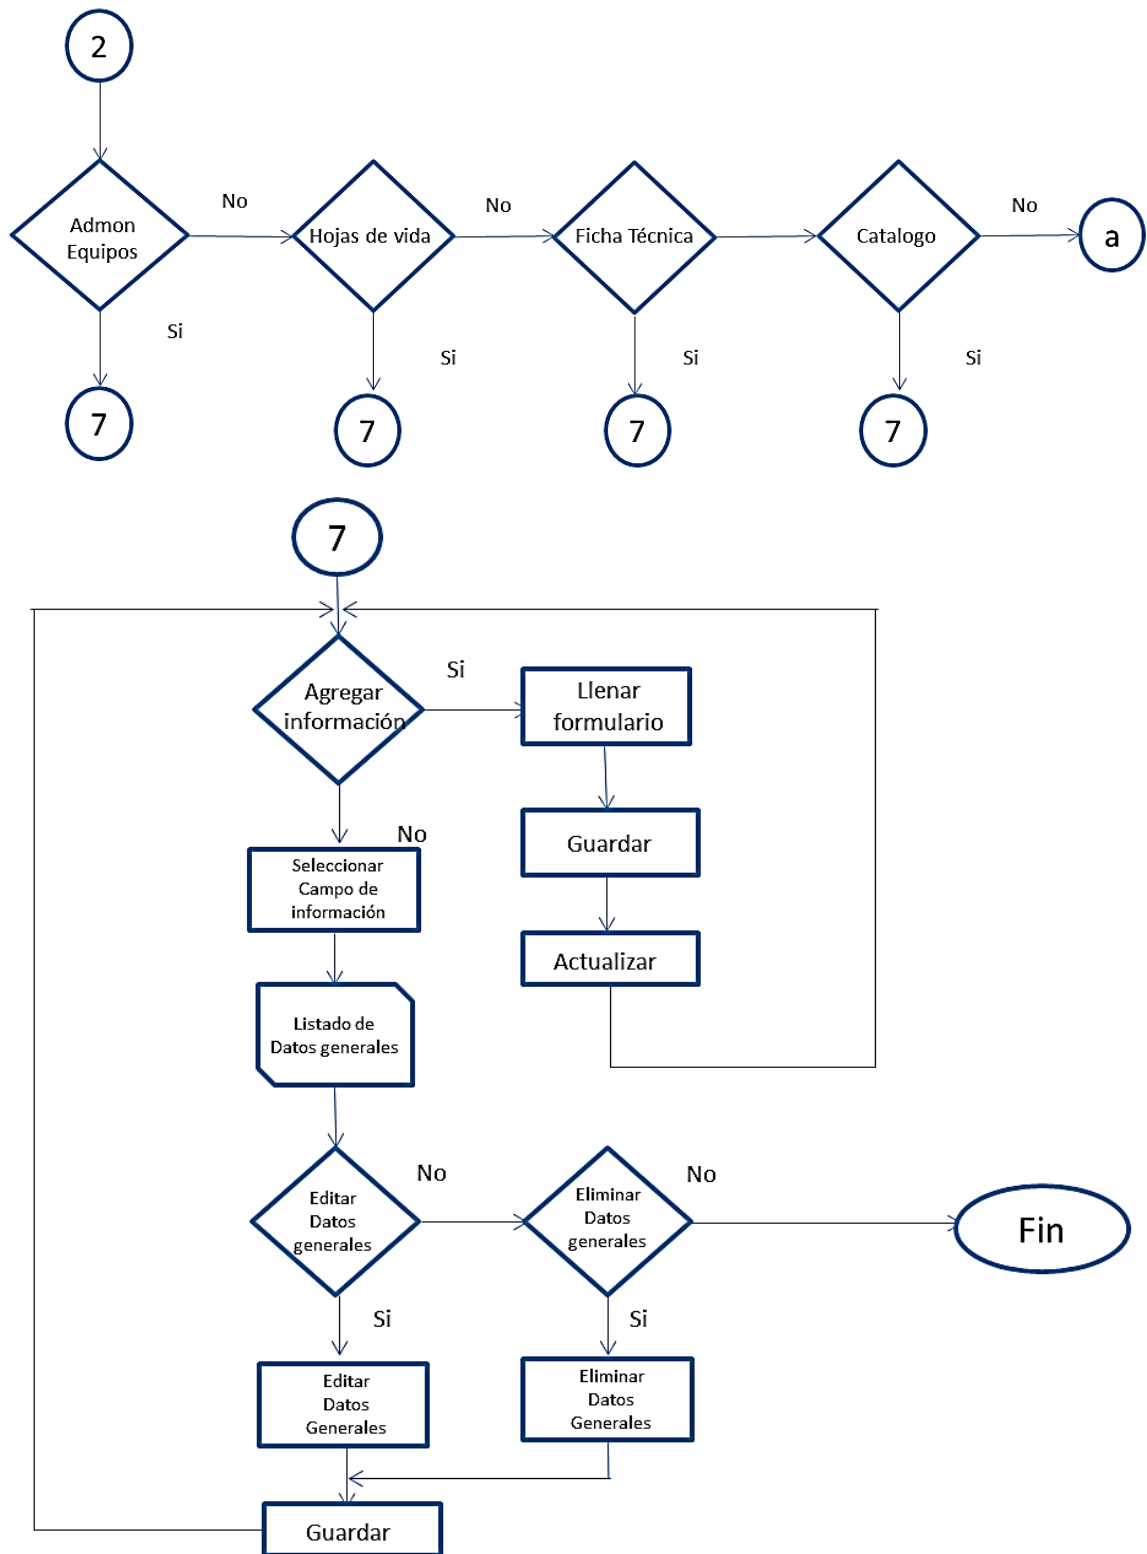 2
Admon
Equipos
No
Hojas de vida
No
Ficha Técnica
Catalogo
No
a
Si
Si
Si
Si
7
7
7
7
7
Agregar
información
Si
Llenar
formulario
Guardar
Actualizar
No
Seleccionar
Campo de
información
Listado de
Datos generales
Editar
Datos
generales
No
Eliminar
Datos
generales
No
Fin
Si
Si
Editar
Datos
Generales
Eliminar
Datos
Generales
Guardar